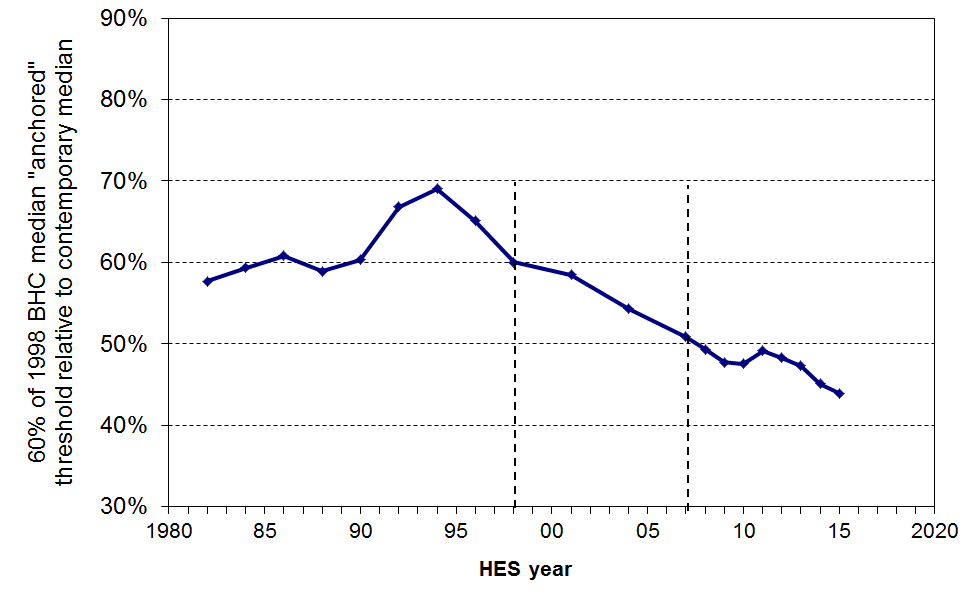 60% of 1998 BHC median "anchored"
threshold relative to contemporary median
90%
80%
70%
60%
50%
40%
30%
1980 85 90 95 00 05 10 15 2020
HES year